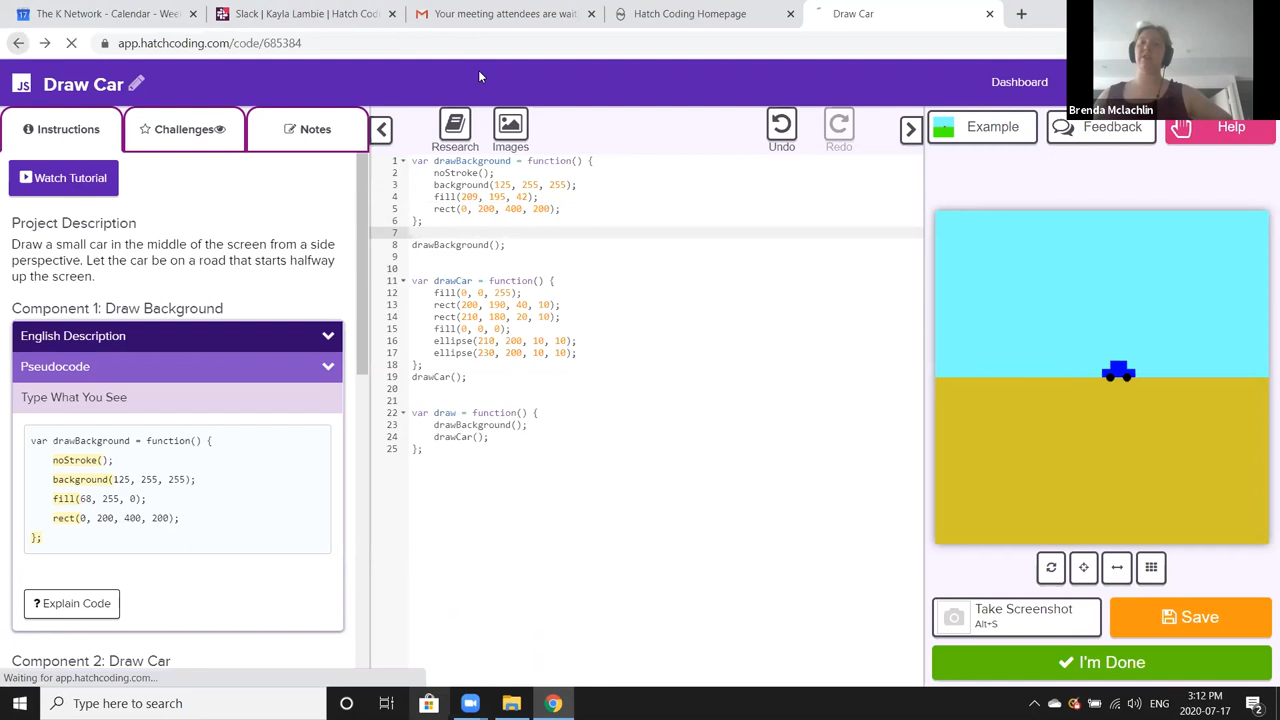 The K Network - Calendar - Week
Slack | Kayla Lambie | Hatch Cod
Your meeting attendees are wait
Hatch Coding Homepage
Draw Car
app.hatchcoding.com/code/685384
JS Draw Car
Dashboard
Brenda Mclachlin
Instructions
Challenges
Notes
Research
Images
Undo
Redo
Example
Feedback
Help
Watch Tutorial
Project Description
Draw a small car in the middle of the screen from a side
perspective. Let the car be on a road that starts halfway
up the screen.
Component 1: Draw Background
English Description
Pseudocode
Type What You See
var drawBackground = function() {
noStroke();
background(125, 255, 255);
fill(68, 255, 0);
rect(0, 200, 400, 200);
};
? Explain Code
Component 2: Draw Car
Waiting for app.hatchcoding.com...
1 var drawBackground = function() {
2 noStroke();
3 background(125, 255, 255);
4 fill(209, 195, 42);
5 rect(0, 200, 400, 200);
6 };
7
8 drawBackground();
9
10
11 var drawCar = function() {
12 fill(0, 0, 255);
13 rect(200, 190, 40, 10);
14 rect(210, 180, 20, 10);
15 fill(0, 0, 0);
16 ellipse(210, 200, 10, 10);
17 ellipse(230, 200, 10, 10);
18 };
19 drawCar();
20
21
22 var draw = function() {
23 drawBackground();
24 drawCar();
25 };
Take Screenshot
Alt+S
Save
I'm Done
Type here to search
ENG
3:12 PM
2020-07-17
2